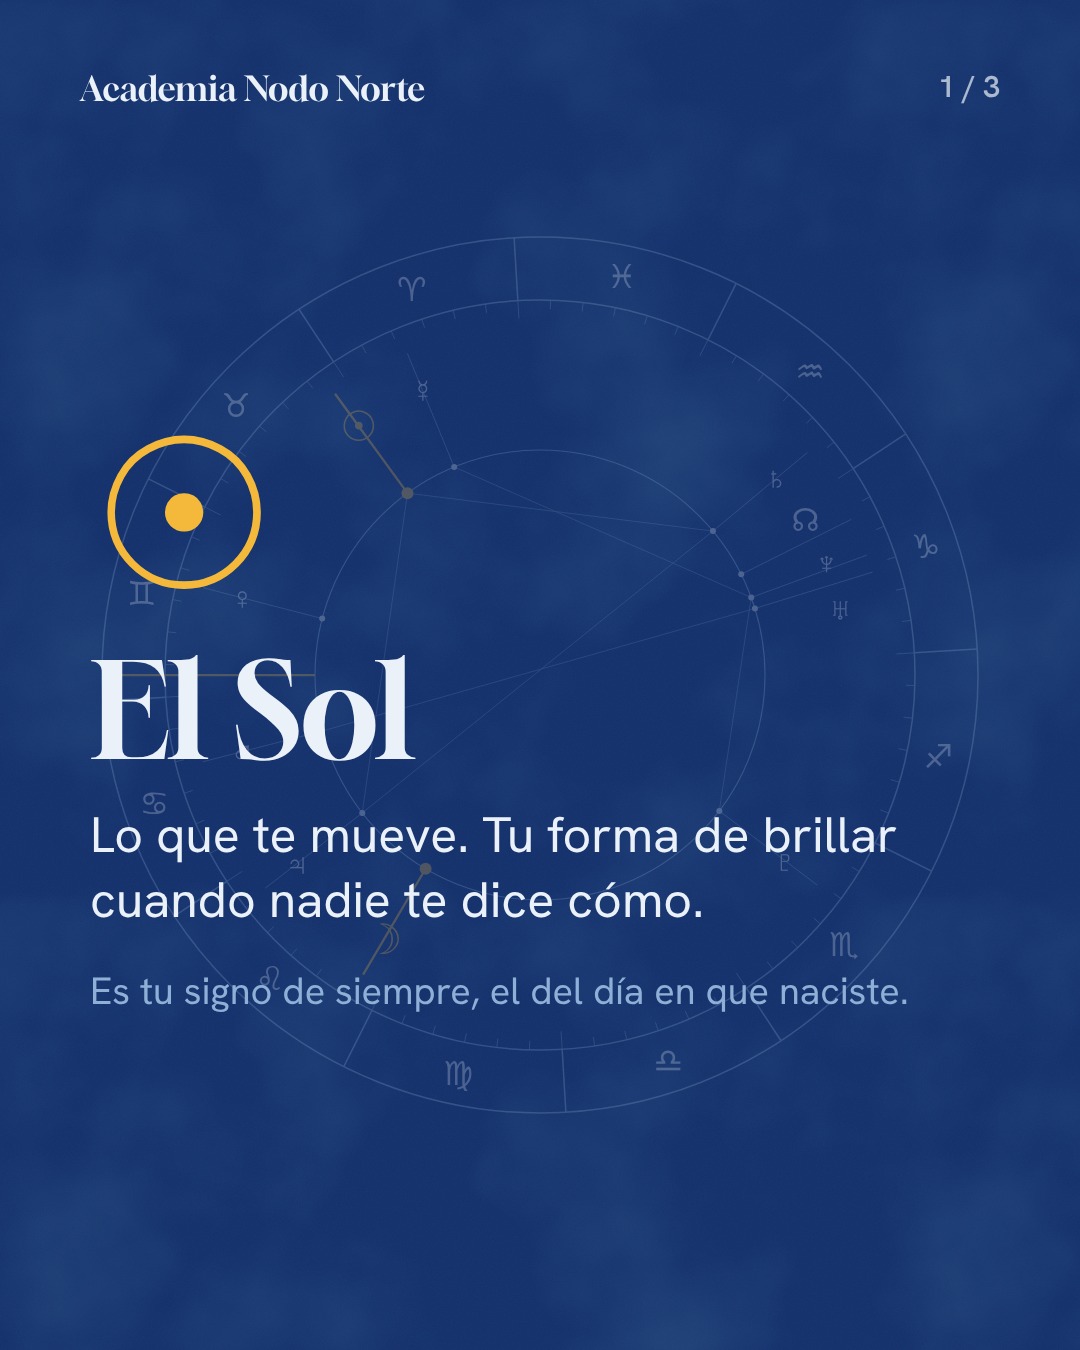 Academia Nodo Norte
1 / 3
El Sol
Lo que te mueve. Tu forma de brillar
cuando nadie te dice cómo.
Es tu signo de siempre, el del día en que naciste.